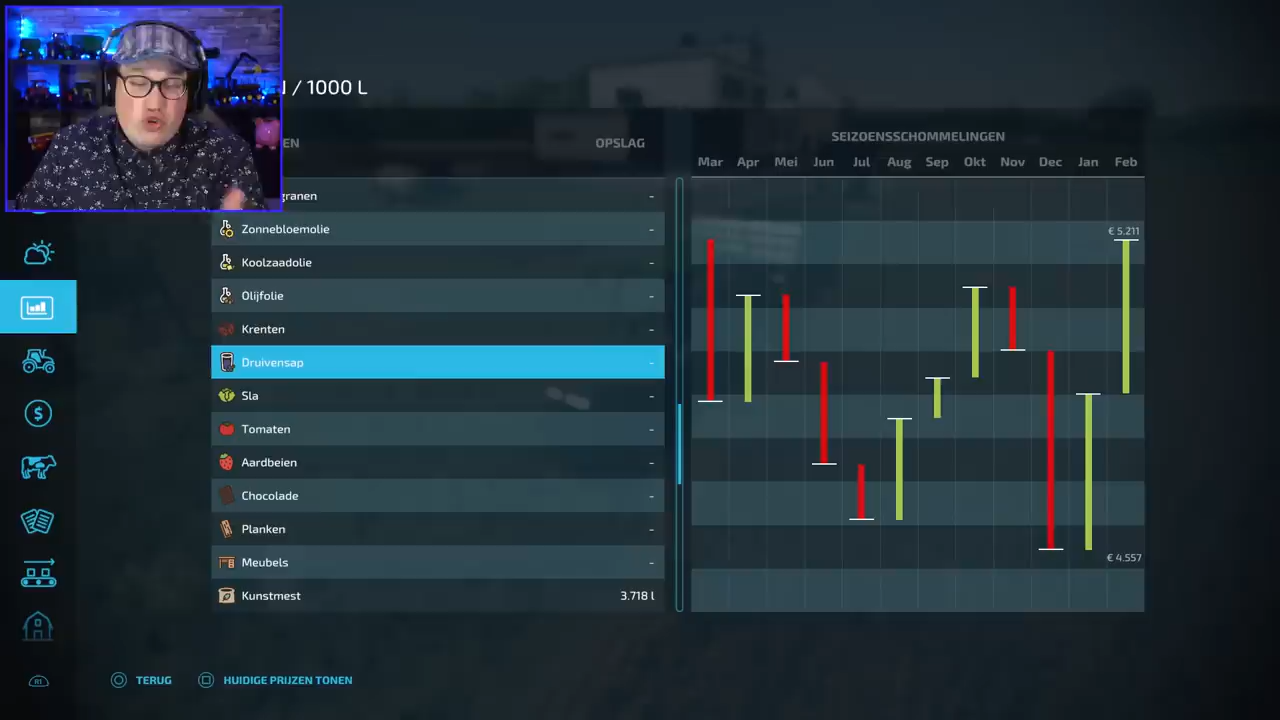 / 1000 L
EN OPSLAG
granen -
Zonnebloemolie -
Koolzaadolie -
Olijfolie -
Krenten -
Druivensap -
Sla -
Tomaten -
Aardbeien -
Chocolade -
Planken -
Meubels -
Kunstmest 3.718 l
SEIZOENSSCHOMMELINGEN
Mar Apr Mei Jun Jul Aug Sep Okt Nov Dec Jan Feb
€ 5.211
€ 4.557
R1 TERUG HUIDIGE PRIJZEN TONEN